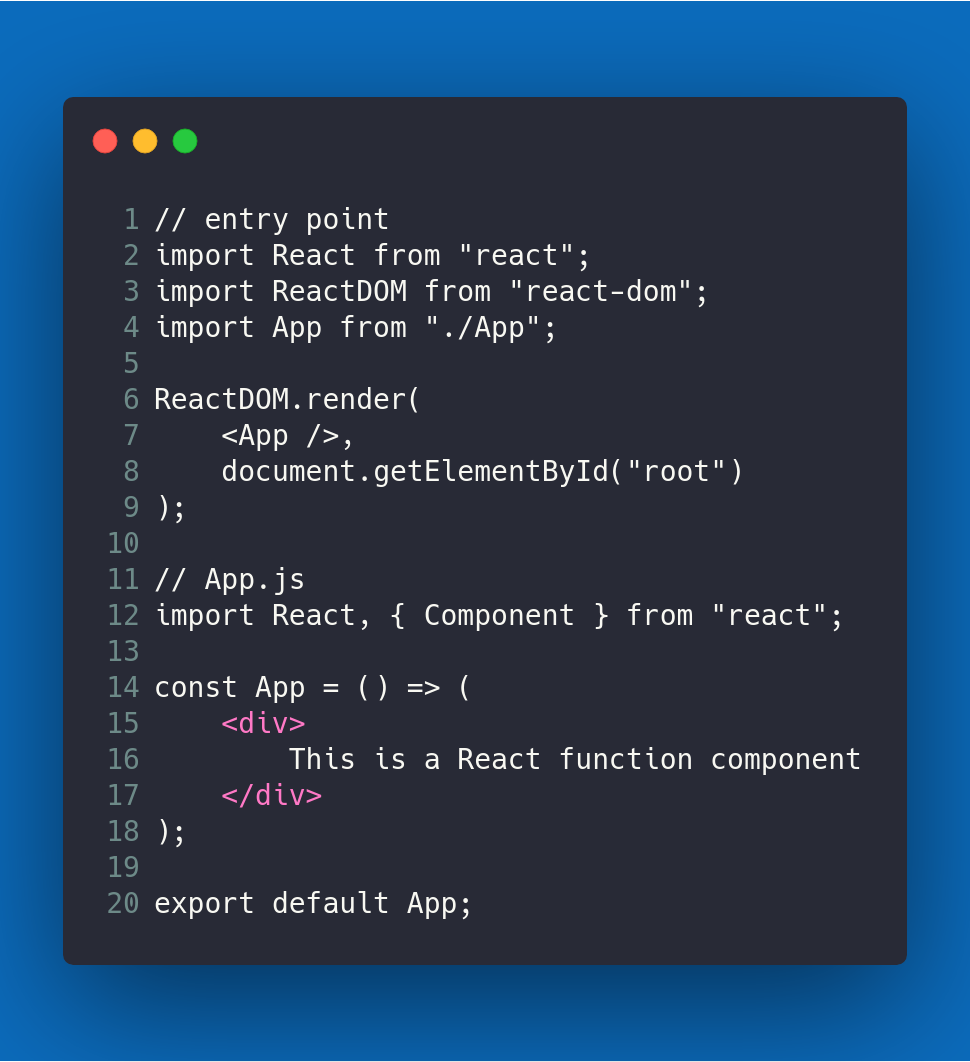 1 // entry point
2 import React from "react";
3 import ReactDOM from "react-dom";
4 import App from "./App";
5
6 ReactDOM.render(
7     <App />,
8     document.getElementById("root")
9 );
10
11 // App.js
12 import React, { Component } from "react";
13
14 const App = () => (
15     <div>
16         This is a React function component
17     </div>
18 );
19
20 export default App;